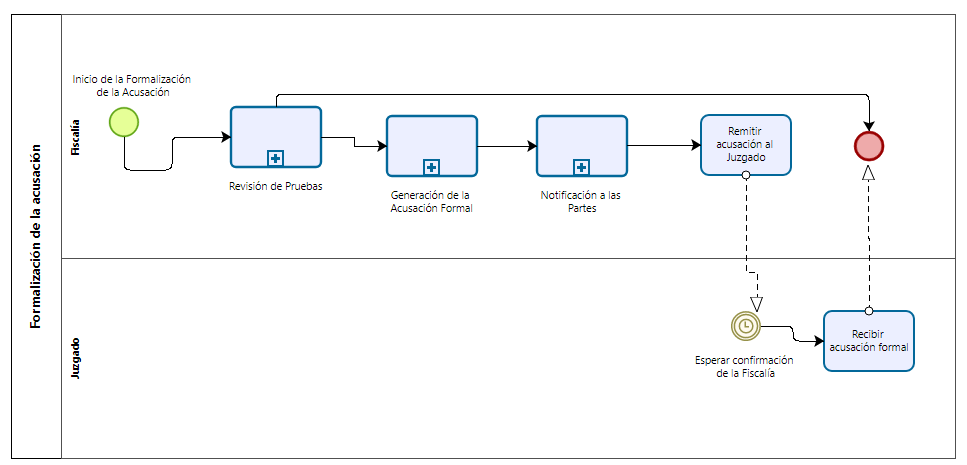 Formalización de la acusación
Fiscalía
Inicio de la Formalización
de la Acusación
Revisión de Pruebas
Generación de la
Acusación Formal
Notificación a las
Partes
Remitir
acusación al
Juzgado
Juzgado
Esperar confirmación
de la Fiscalía
Recibir
acusación formal